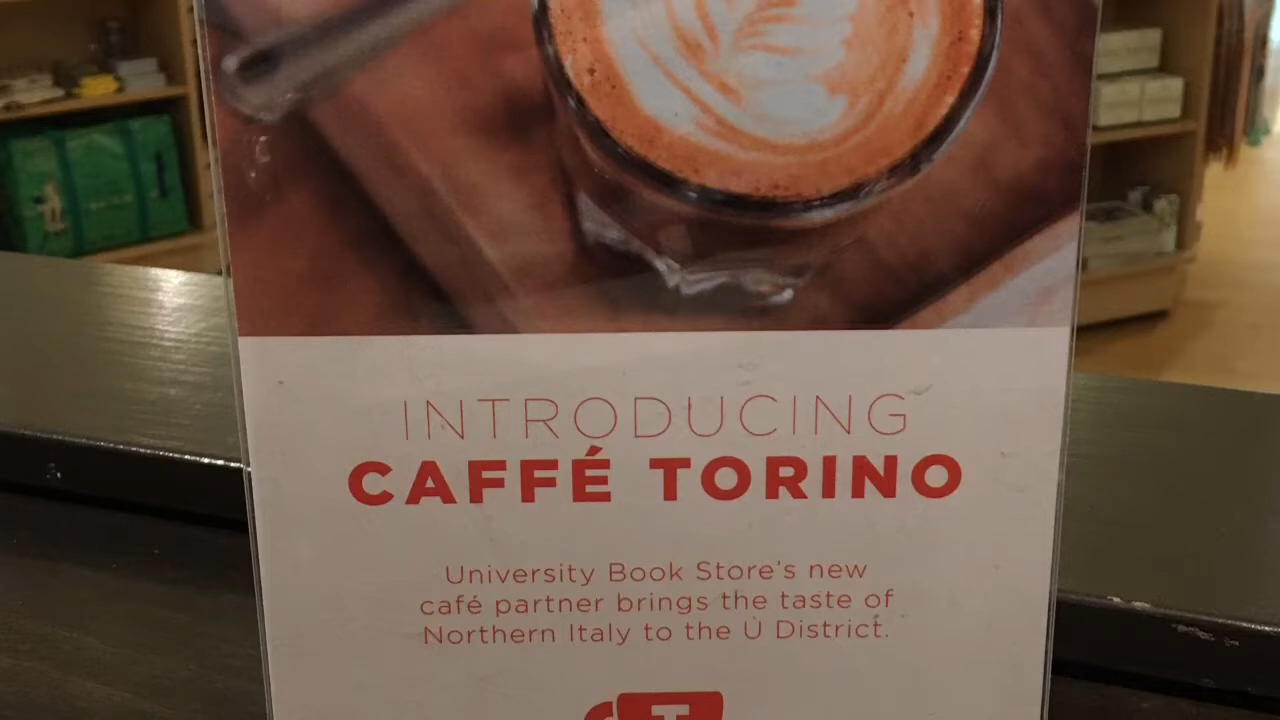 INTRODUCING
CAFFÉ TORINO
University Book Store's new
café partner brings the taste of
Northern Italy to the U District.
T